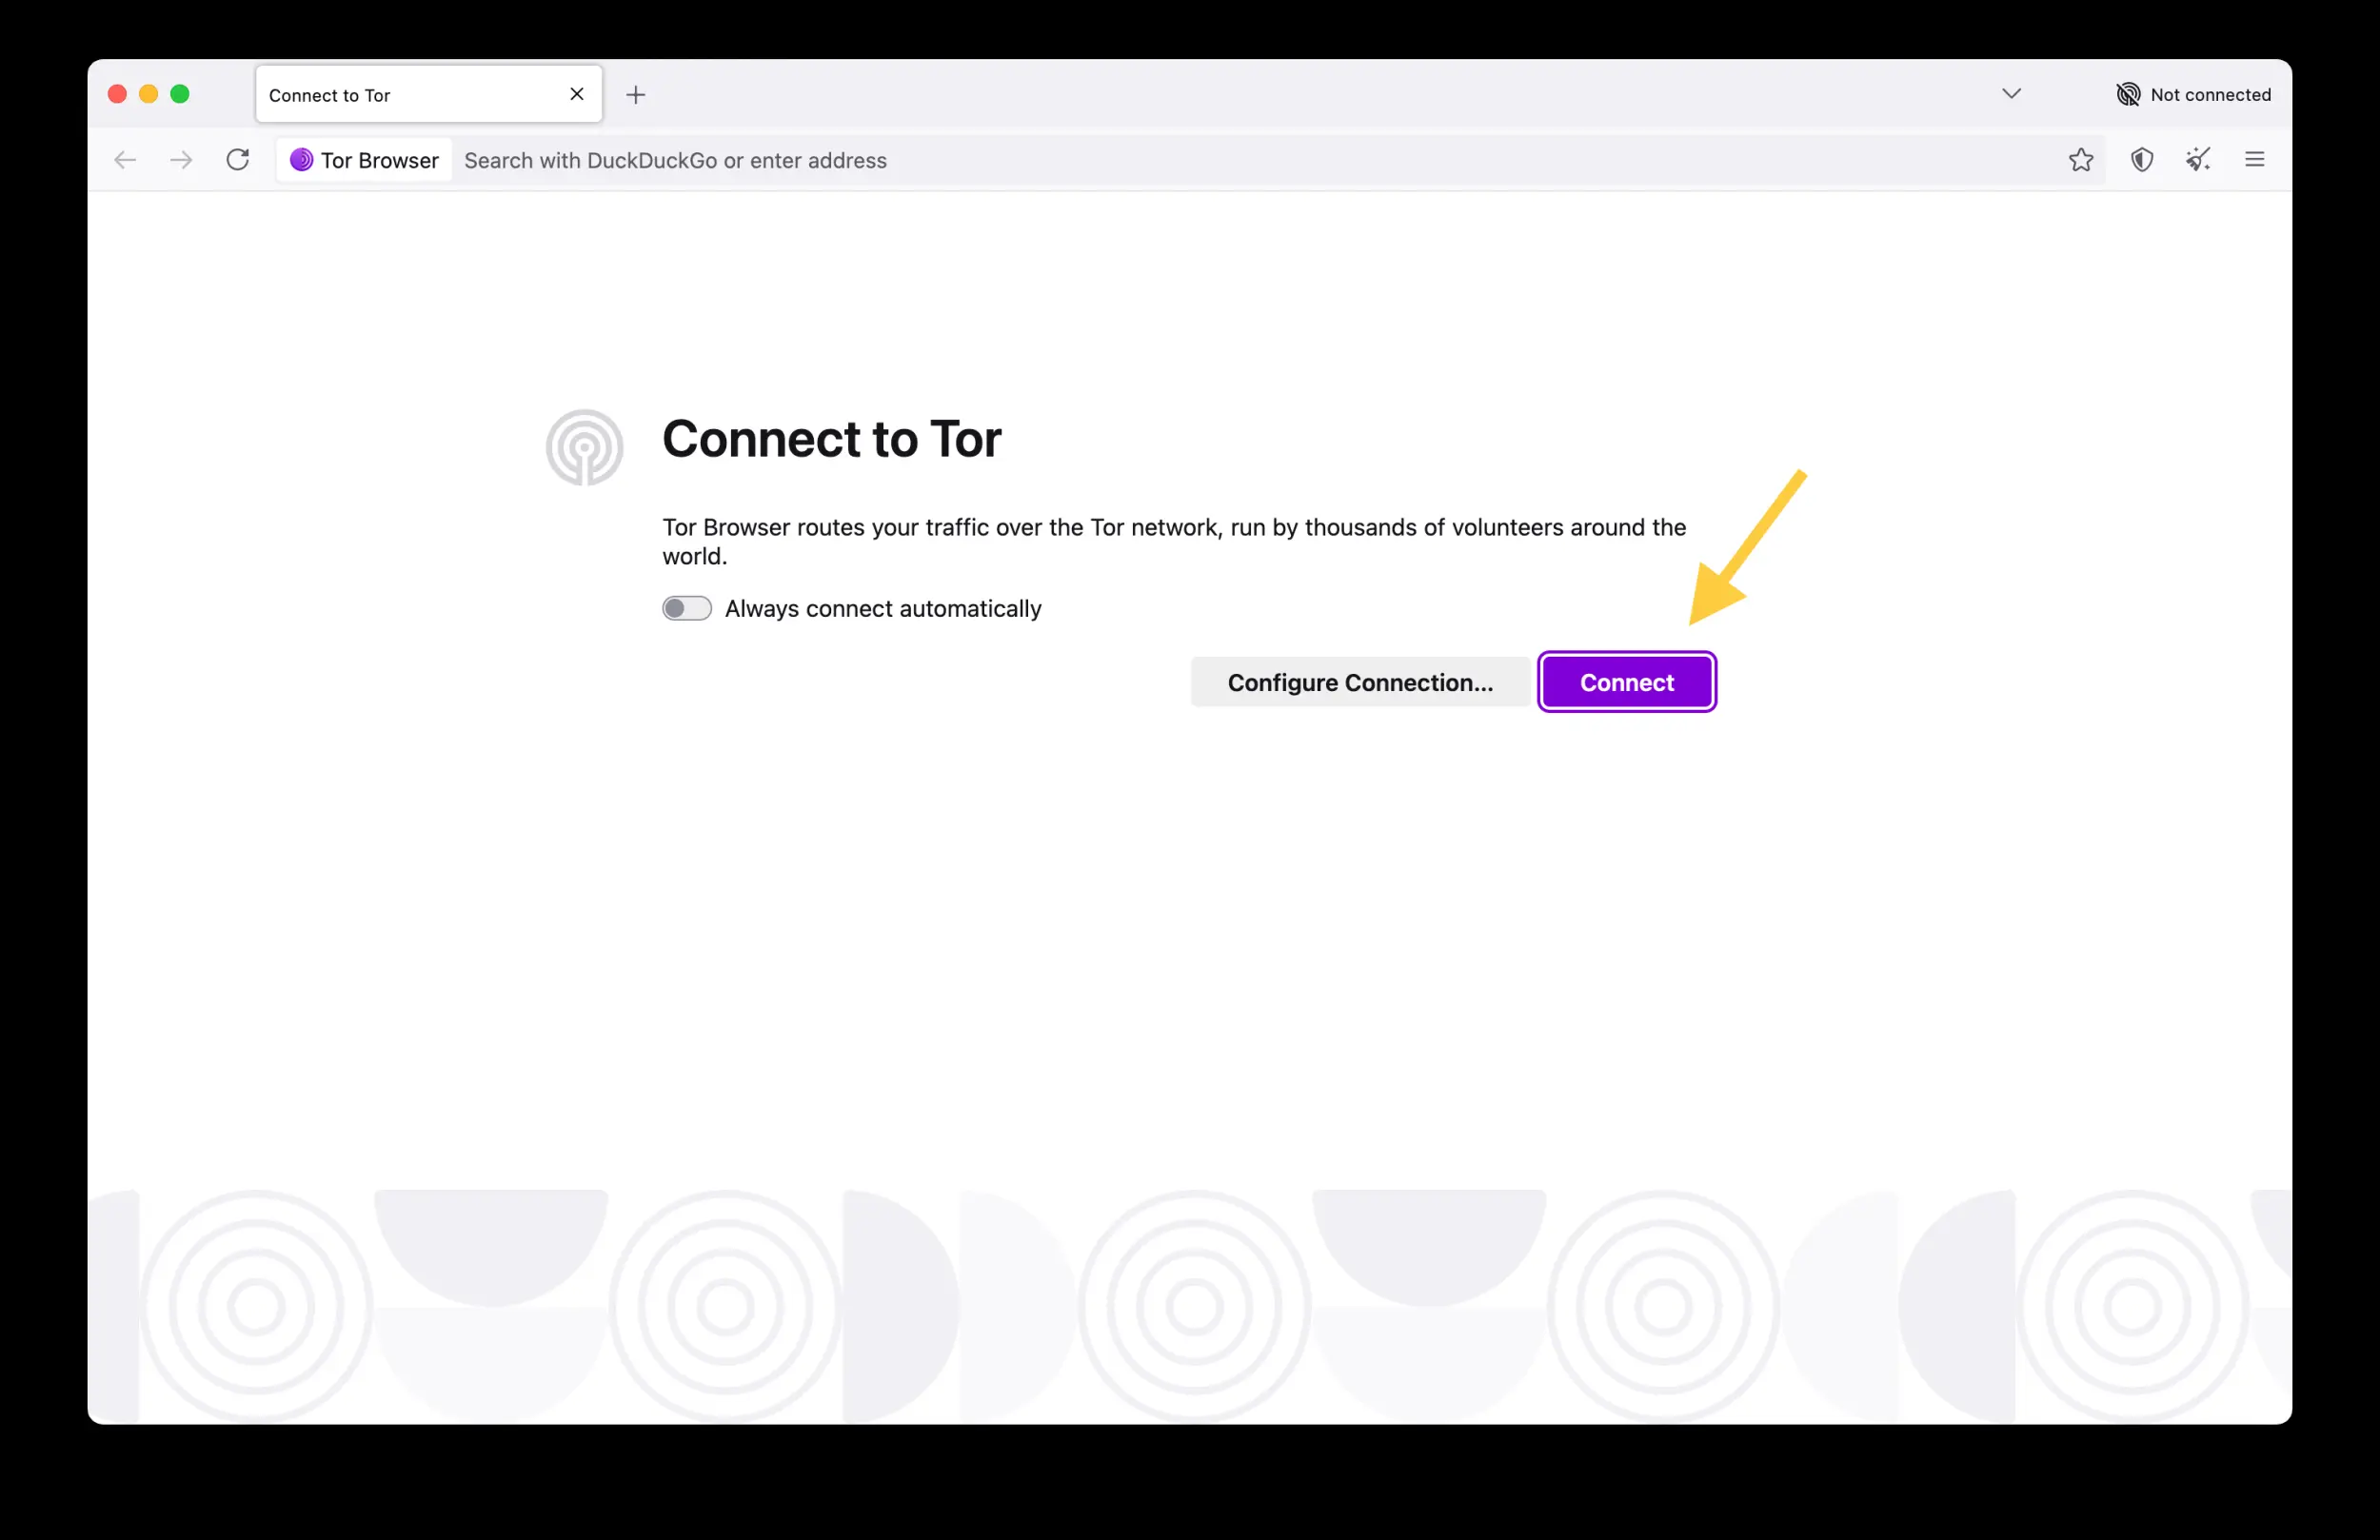 Connect to Tor
Not connected
Tor Browser
Search with DuckDuckGo or enter address
Connect to Tor
Tor Browser routes your traffic over the Tor network, run by thousands of volunteers around the
world.
Always connect automatically
Configure Connection...
Connect